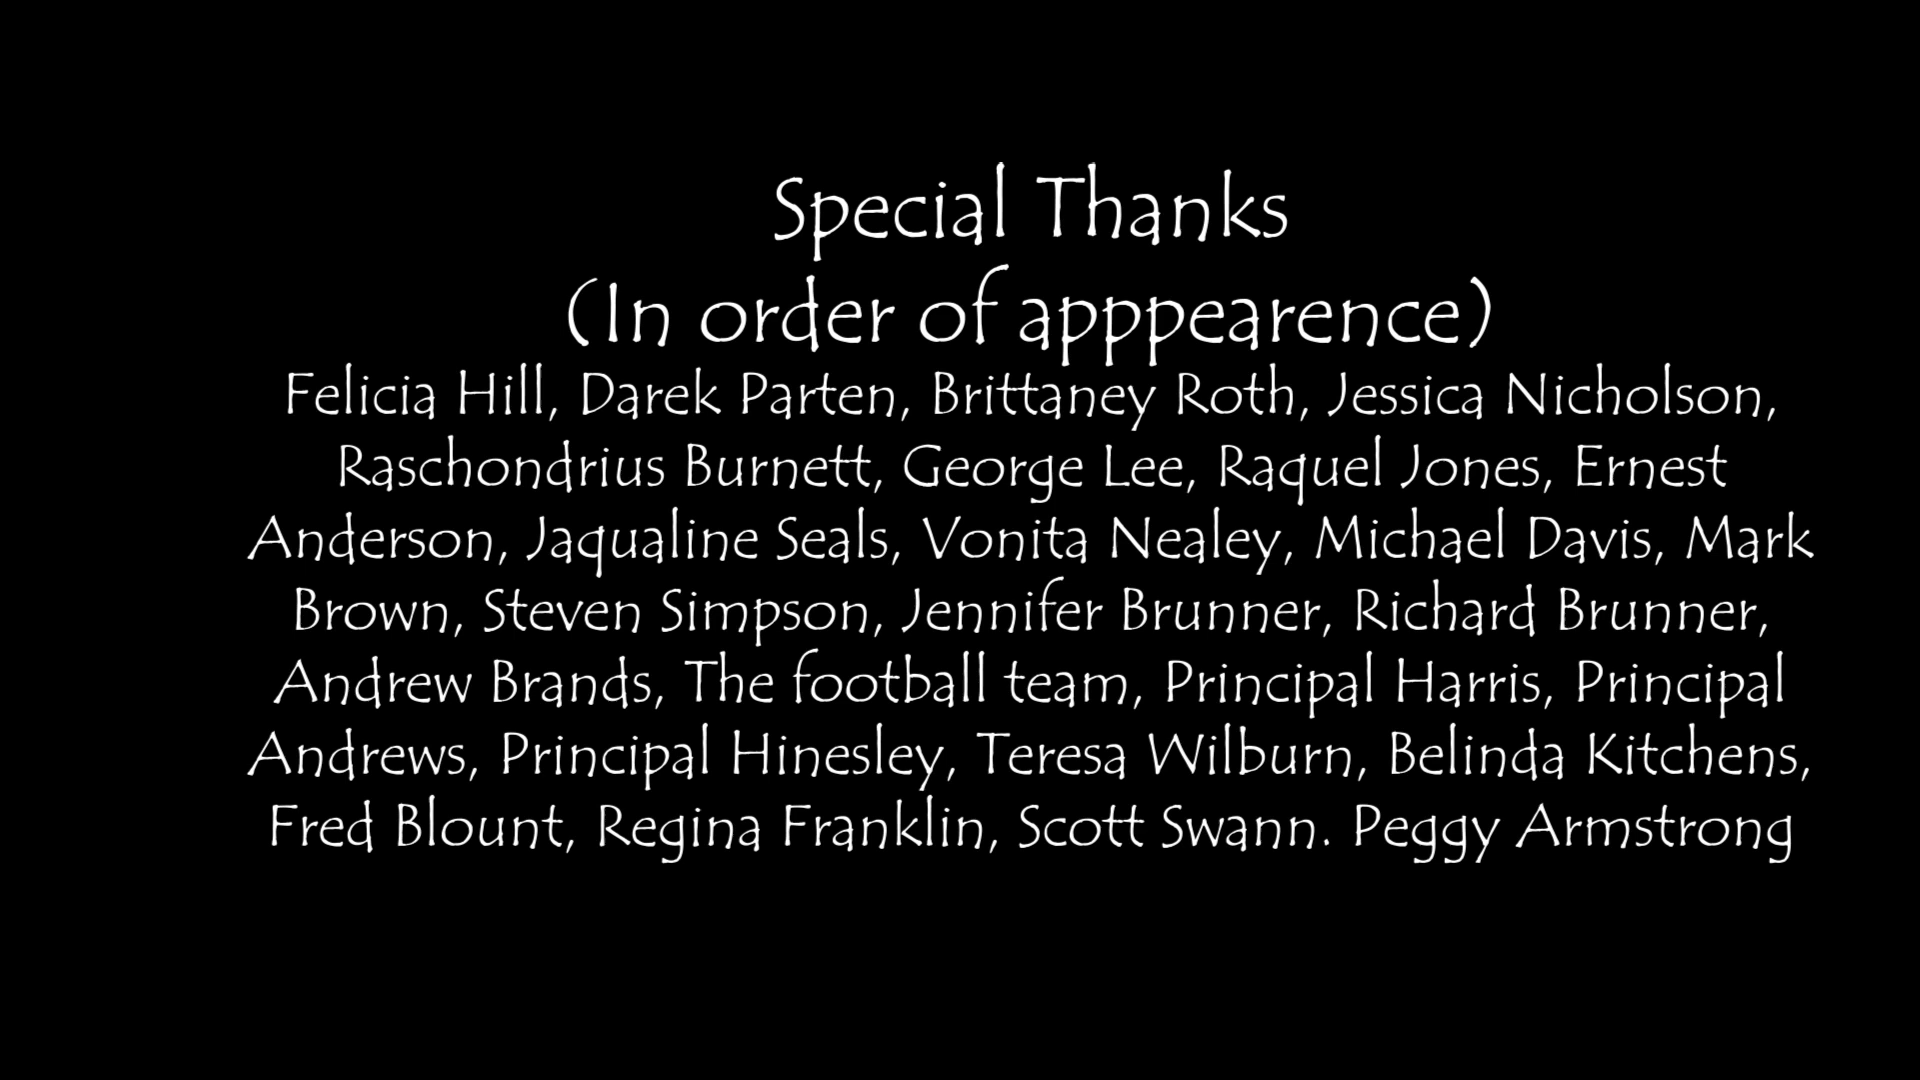 Special Thanks
(In order of apppearence)
Felicia Hill, Darek Parten, Brittaney Roth, Jessica Nicholson,
Raschondrius Burnett, George Lee, Raquel Jones, Ernest
Anderson, Jaqualine Seals, Vonita Nealey, Michael Davis, Mark
Brown, Steven Simpson, Jennifer Brunner, Richard Brunner,
Andrew Brands, The football team, Principal Harris, Principal
Andrews, Principal Hinesley, Teresa Wilburn, Belinda Kitchens,
Fred Blount, Regina Franklin, Scott Swann. Peggy Armstrong